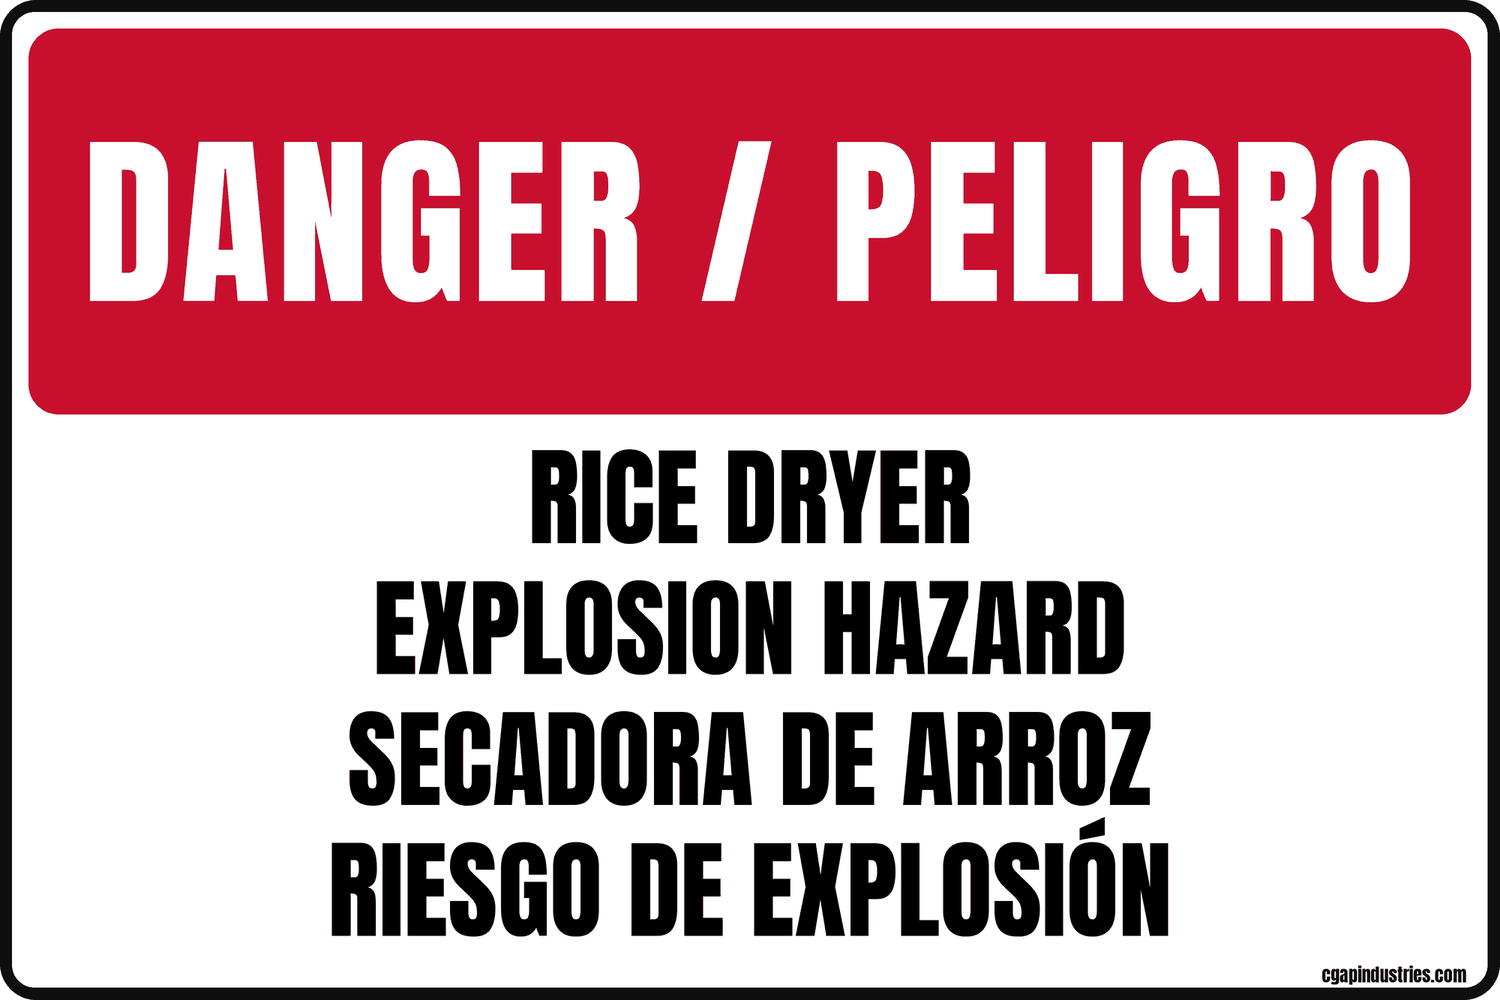 DANGER / PELIGRO
RICE DRYER
EXPLOSION HAZARD
SECADORA DE ARROZ
RIESGO DE EXPLOSIÓN
cgapindustries.com